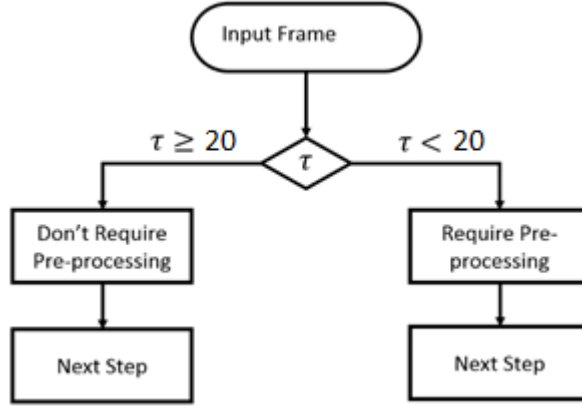 Input Frame
τ ≥ 20
τ
τ < 20
Don't Require
Pre-processing
Require Pre-
processing
Next Step
Next Step